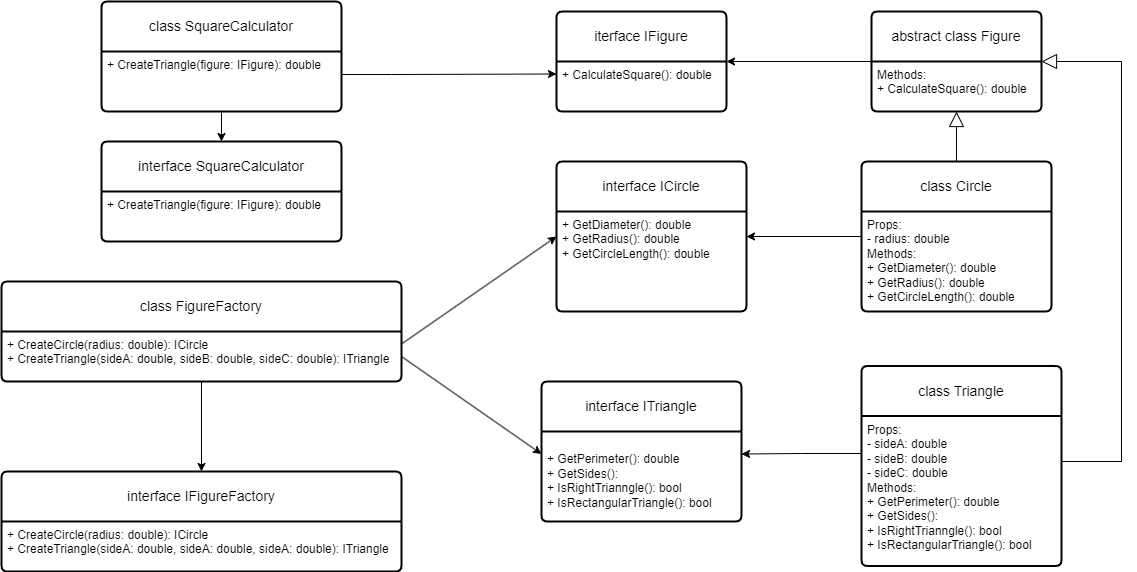 class SquareCalculator
+ CreateTriangle(figure: IFigure): double
iterface IFigure
+ CalculateSquare(): double
abstract class Figure
Methods:
+ CalculateSquare(): double
interface SquareCalculator
+ CreateTriangle(figure: IFigure): double
interface ICircle
+ GetDiameter(): double
+ GetRadius(): double
+ GetCircleLength(): double
class Circle
Props:
- radius: double
Methods:
+ GetDiameter(): double
+ GetRadius(): double
+ GetCircleLength(): double
class FigureFactory
+ CreateCircle(radius: double): ICircle
+ CreateTriangle(sideA: double, sideB: double, sideC: double): ITriangle
interface ITriangle
+ GetPerimeter(): double
+ GetSides():
+ IsRightTrianngle(): bool
+ IsRectangularTriangle(): bool
class Triangle
Props:
- sideA: double
- sideB: double
- sideC: double
Methods:
+ GetPerimeter(): double
+ GetSides():
+ IsRightTrianngle(): bool
+ IsRectangularTriangle(): bool
interface IFigureFactory
+ CreateCircle(radius: double): ICircle
+ CreateTriangle(sideA: double, sideA: double, sideA: double): ITriangle